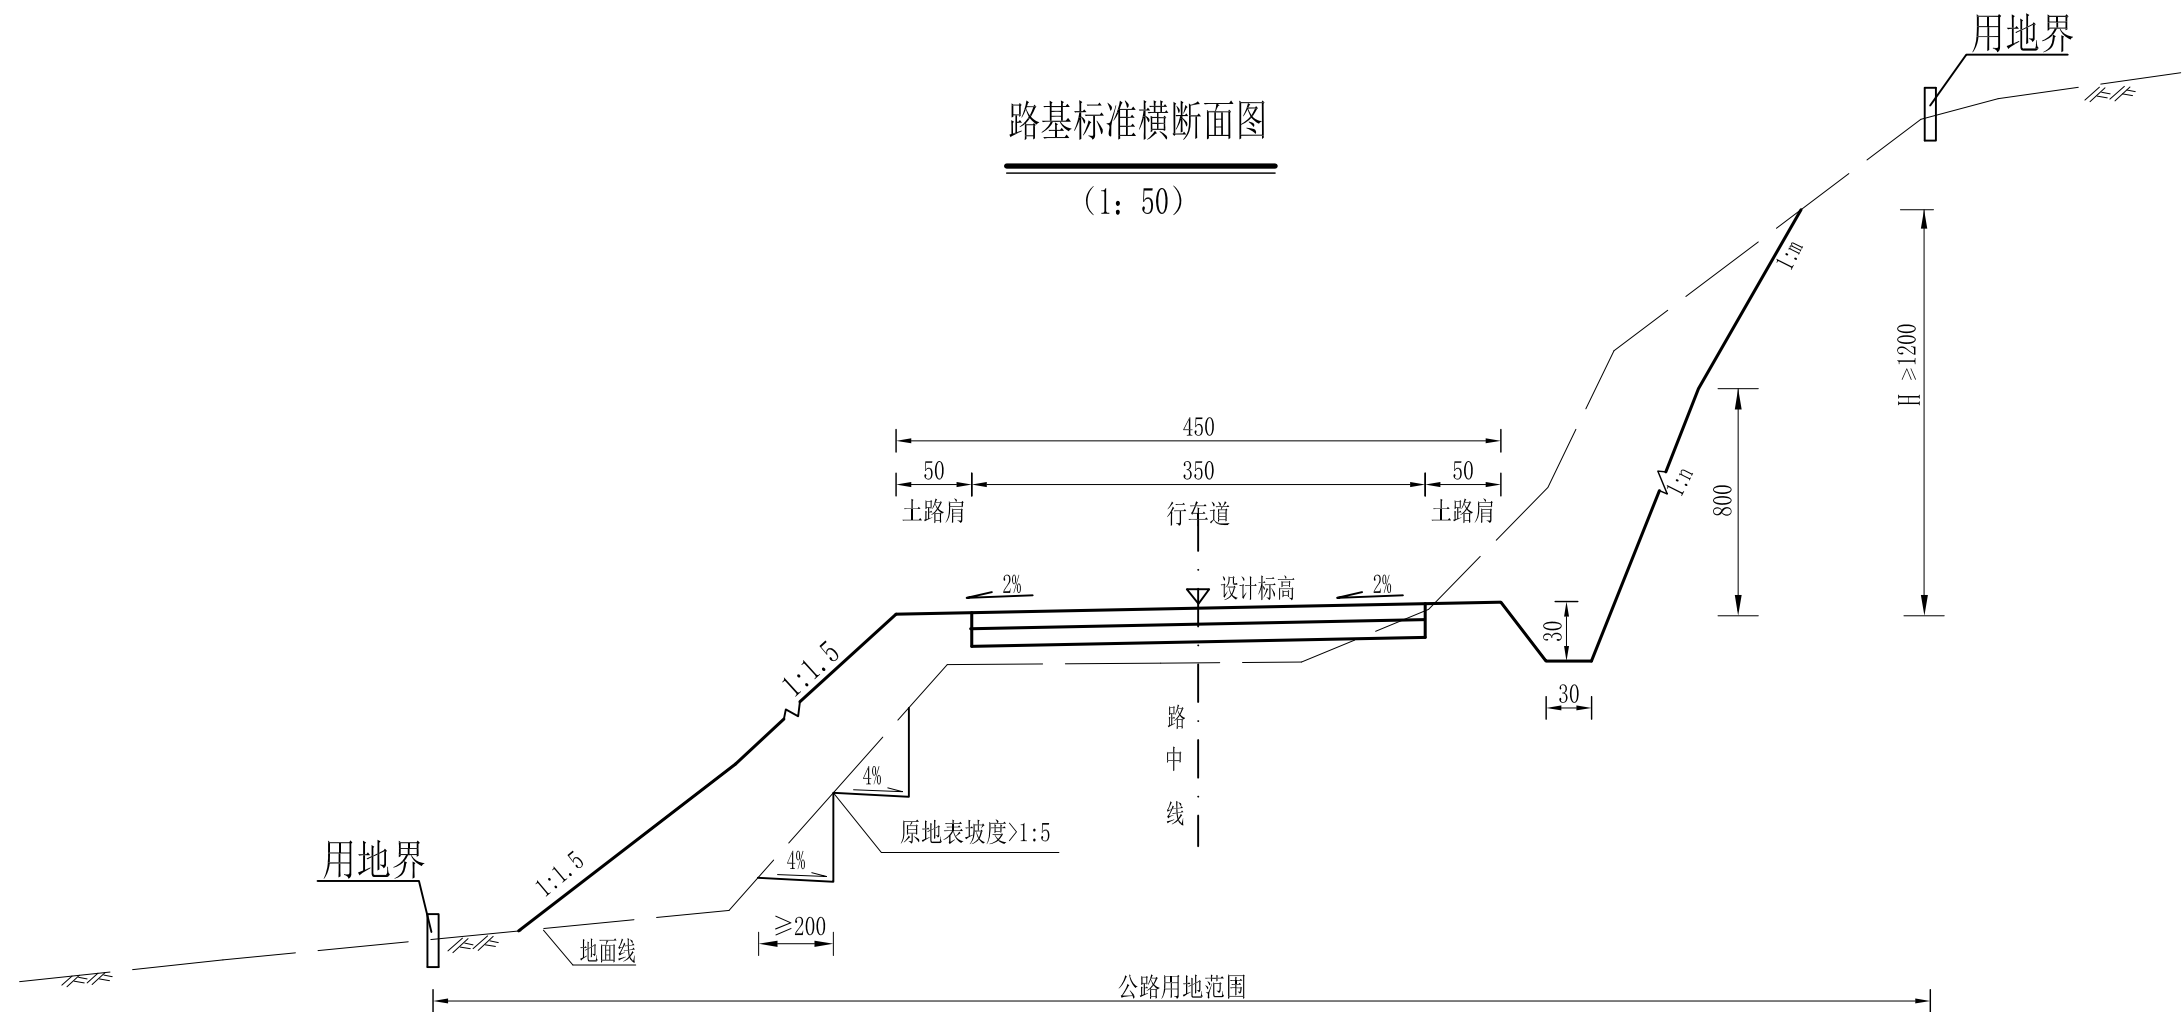 用地界
路基标准横断面图
(1: 50)
1:m
H ≥1200
450
50
350
50
土路肩
行车道
土路肩
1:n
800
2%
设计标高
2%
30
1:1.5
30
路中线
4%
原地表坡度>1:5
用地界
4%
1:1.5
≥200
地面线
公路用地范围